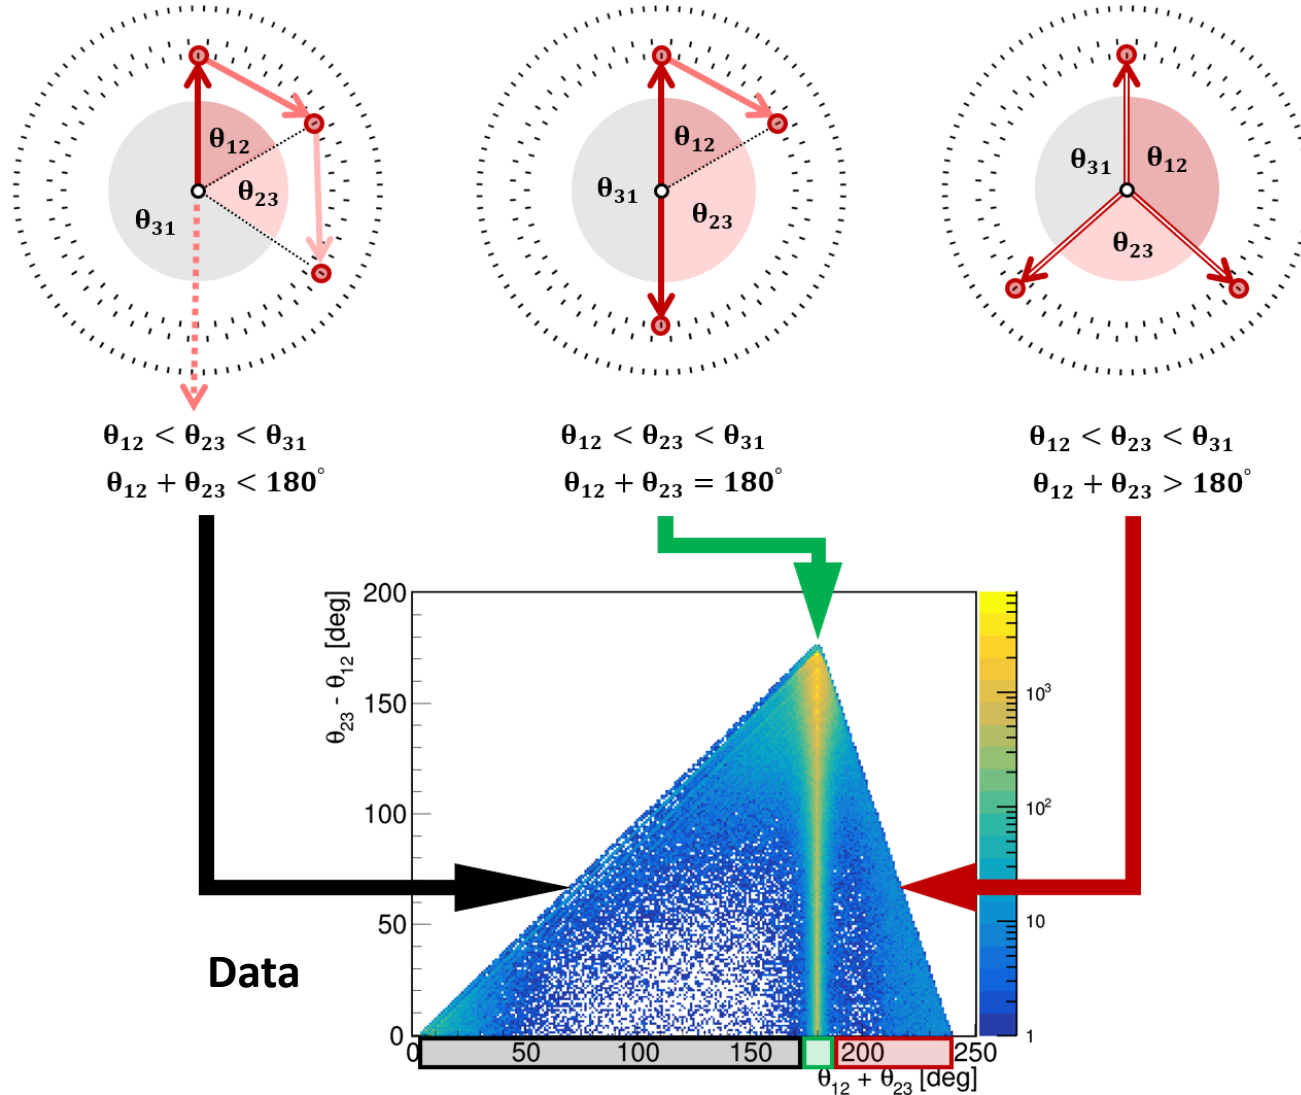 θ₁₂
θ₂₃
θ₃₁
θ₁₂
θ₃₁
θ₂₃
θ₃₁
θ₁₂
θ₂₃
θ₁₂ < θ₂₃ < θ₃₁
θ₁₂ + θ₂₃ < 180°
θ₁₂ < θ₂₃ < θ₃₁
θ₁₂ + θ₂₃ = 180°
θ₁₂ < θ₂₃ < θ₃₁
θ₁₂ + θ₂₃ > 180°
θ₂₃ - θ₁₂ [deg]
200
150
100
50
0
10³
10²
10
1
Data
0 50 100 150 200 250
θ₁₂ + θ₂₃ [deg]